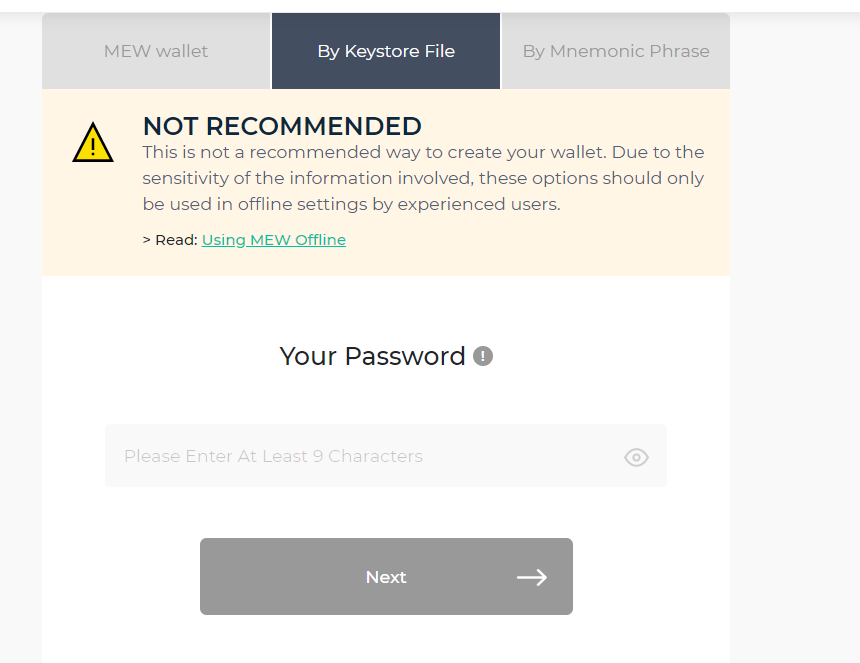 MEW wallet
By Keystore File
By Mnemonic Phrase
NOT RECOMMENDED
This is not a recommended way to create your wallet. Due to the
sensitivity of the information involved, these options should only
be used in offline settings by experienced users.
> Read: Using MEW Offline
Your Password !
Please Enter At Least 9 Characters
Next